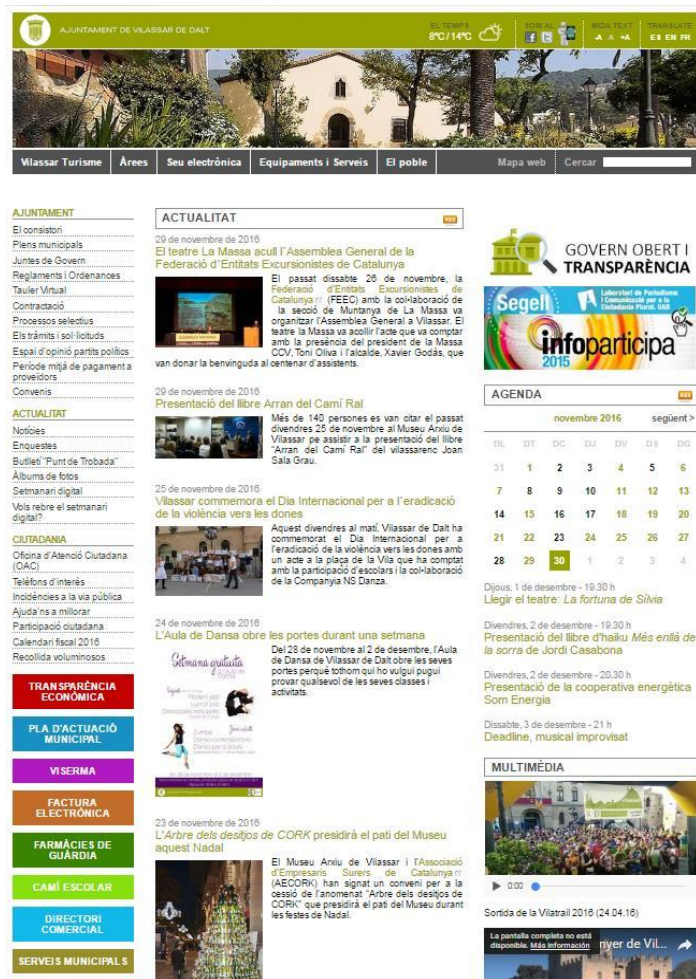 AJUNTAMENT DE VILASSAR DE DALT
EL TEMPS
8ºC / 14ºC
SOM AL
MIDA TEXT
-A A +A
TRANSLATE
ES EN FR
Vilassar Turisme
Àrees
Seu electrònica
Equipaments i Serveis
El poble
Mapa web
Cercar
AJUNTAMENT
El consistori
Plens municipals
Juntes de Govern
Reglaments i Ordenances
Tauler Virtual
Contractació
Processos selectius
Els tràmits i sol·licituds
Espai d'opinió partits polítics
Període mitjà de pagament a
proveïdors
Convenis
ACTUALITAT
Notícies
Enquestes
Butlletí "Punt de Trobada"
Àlbums de fotos
Setmanari digital
Vols rebre el setmanari
digital?
CIUTADANIA
Oficina d'Atenció Ciutadana
(OAC)
Telèfons d'interès
Incidències a la via pública
Ajuda'ns a millorar
Participació ciutadana
Calendari fiscal 2016
Recollida voluminosos
TRANSPARÈNCIA
ECONÒMICA
PLA D'ACTUACIÓ
MUNICIPAL
VISERMA
FACTURA
ELECTRÒNICA
FARMÀCIES DE
GUÀRDIA
CAMÍ ESCOLAR
DIRECTORI
COMERCIAL
SERVEIS MUNICIPALS
ACTUALITAT
RSS
29 de novembre de 2016
El teatre La Massa acull l'Assemblea General de la
Federació d'Entitats Excursionistes de Catalunya
El passat dissabte 26 de novembre, la
Federació d'Entitats Excursionistes de
Catalunya (FEEC) amb la col·laboració de
la secció de Muntanya de La Massa va
organitzar l'Assemblea General a Vilassar. El
teatre la Massa va acollir l'acte que va comptar
amb la presència del president de la Massa
CCV, Toni Oliva i l'alcalde, Xavier Godàs, que
van donar la benvinguda al centenar d'assistents.
29 de novembre de 2016
Presentació del llibre Arran del Camí Ral
Més de 140 persones es van citar el passat
divendres 25 de novembre al Museu Arxiu de
Vilassar pe assistir a la presentació del llibre
"Arran del Camí Ral" del vilassarenc Joan
Sala Grau.
25 de novembre de 2016
Vilassar commemora el Dia Internacional per a l'eradicació
de la violència vers les dones
Aquest divendres al matí, Vilassar de Dalt ha
commemorat el Dia Internacional per a
l'eradicació de la violència vers les dones amb
un acte a la plaça de la Vila que ha comptat
amb la participació d'escolars i la col·laboració
de la Companyia NS Danza.
24 de novembre de 2016
L'Aula de Dansa obre les portes durant una setmana
Setmana gratuïta
Del 28 de novembre al 2 de desembre, l'Aula
de Dansa de Vilassar de Dalt obre les seves
portes perquè tothom qui ho vulgui pugui
provar qualsevol de les seves classes i
activitats.
23 de novembre de 2016
L'Arbre dels desitjos de CORK presidirà el pati del Museu
aquest Nadal
El Museu Arxiu de Vilassar i l'Associació
d'Empresaris Surers de Catalunya
(AECORK) han signat un conveni per a la
cessió de l'anomenat "Arbre dels desitjos de
CORK" que presidirà el pati del Museu durant
les festes de Nadal.
GOVERN OBERT I
TRANSPARÈNCIA
Segell
Laboratori de Periodisme
i Comunicació per a la
Ciutadania Plural. UAB
infoparticipa
2015
AGENDA
RSS
novembre 2016
següent >
DL DT DC DJ DV DS DG
31 1 2 3 4 5 6
7 8 9 10 11 12 13
14 15 16 17 18 19 20
21 22 23 24 25 26 27
28 29 30 1 2 3 4
Dijous, 1 de desembre - 19.30 h
Llegir el teatre: La fortuna de Sílvia
Divendres, 2 de desembre - 19.30 h
Presentació del llibre d'haiku Més enllà de
la sorra de Jordi Casabona
Divendres, 2 de desembre - 20.30 h
Presentació de la cooperativa energètica
Som Energia
Dissabte, 3 de desembre - 21 h
Deadline, musical improvisat
MULTIMÈDIA
0:00
Sortida de la Vilatrail 2016 (24.04.16)
La pantalla completa no está
disponible. Más información
nyer de Vil...